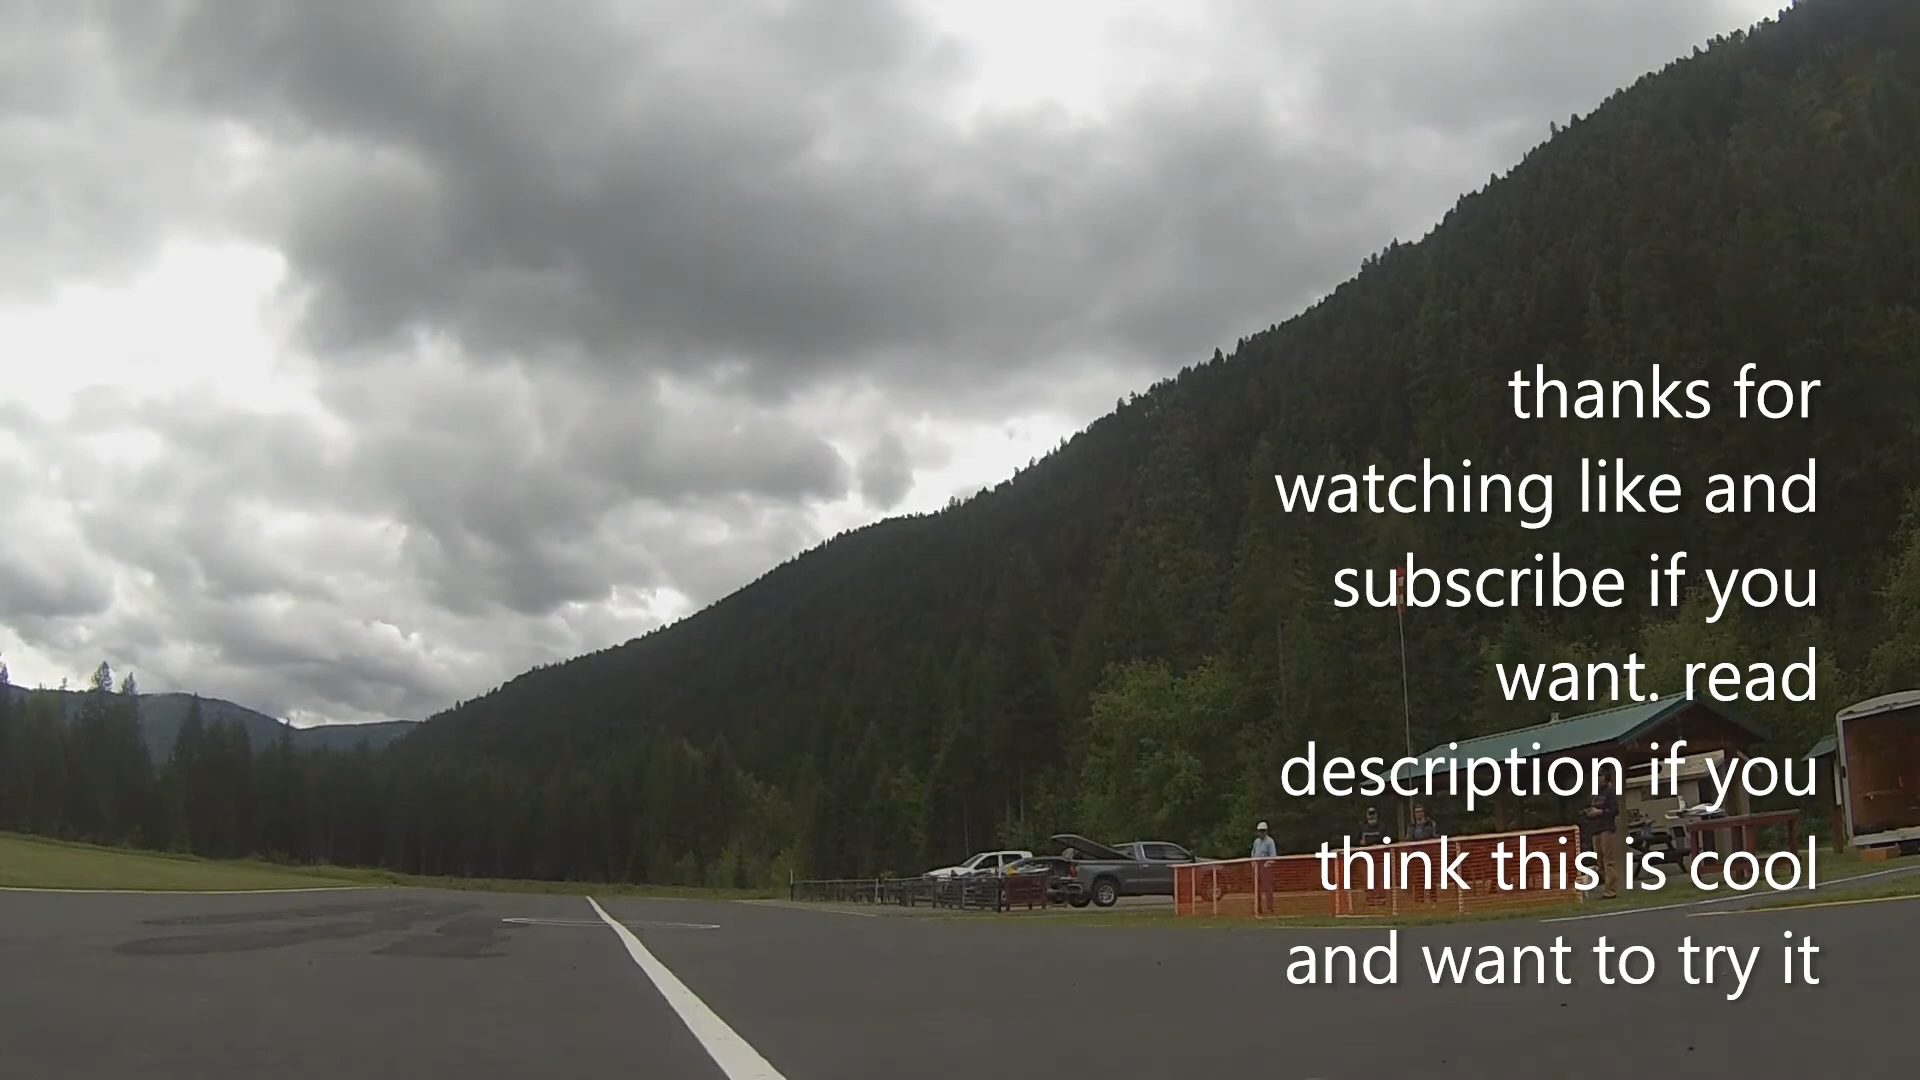 thanks for
watching like and
subscribe if you
want. read
description if you
think this is cool
and want to try it